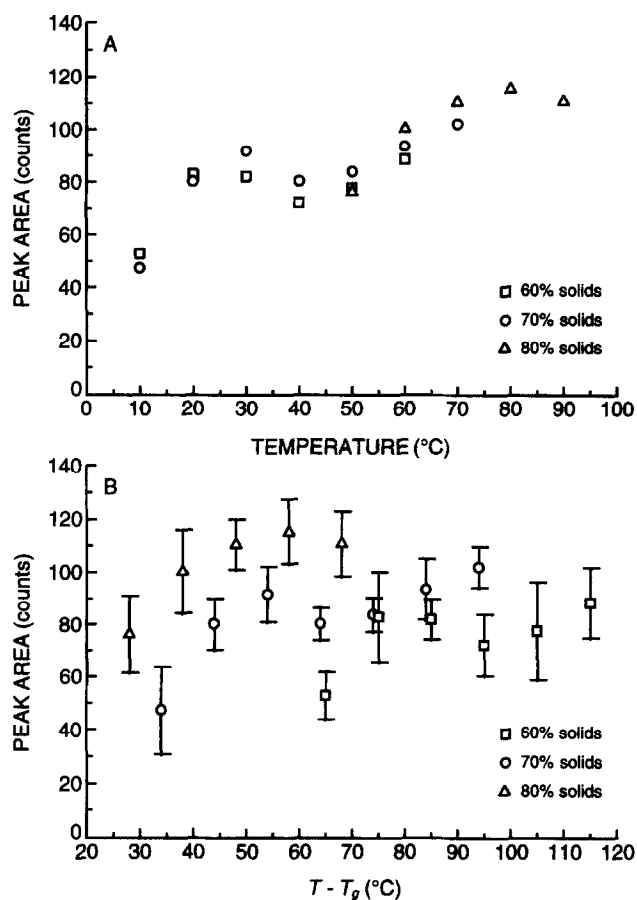 A
PEAK AREA (counts)
140
120
100
80
60
40
20
0
0 10 20 30 40 50 60 70 80 90 100
TEMPERATURE (°C)
60% solids
70% solids
80% solids
B
PEAK AREA (counts)
140
120
100
80
60
40
20
0
20 30 40 50 60 70 80 90 100 110 120
T - Tg (°C)
60% solids
70% solids
80% solids